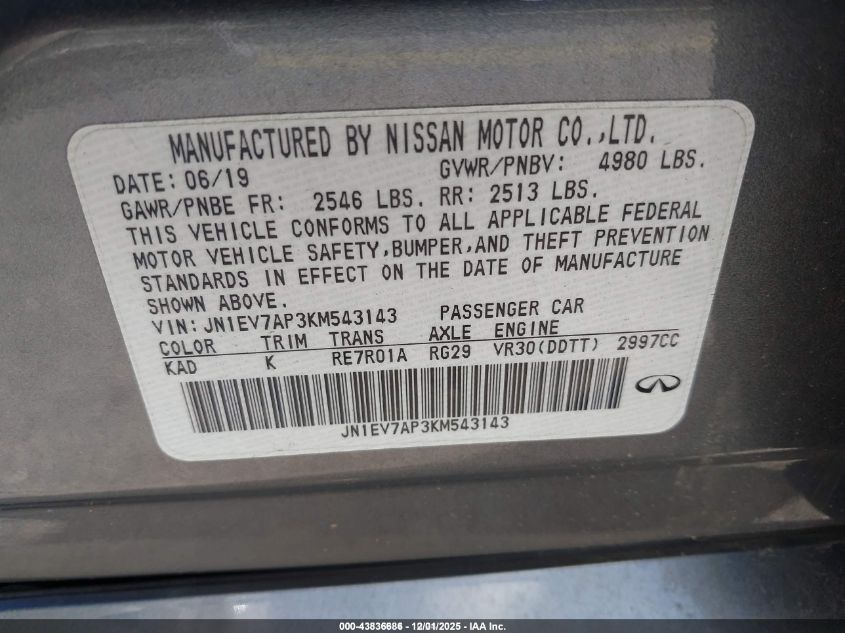 MANUFACTURED BY NISSAN MOTOR CO.,LTD.
DATE: 06/19 GVWR/PNBV: 4980 LBS.
GAWR/PNBE FR: 2546 LBS. RR: 2513 LBS.
THIS VEHICLE CONFORMS TO ALL APPLICABLE FEDERAL
MOTOR VEHICLE SAFETY,BUMPER,AND THEFT PREVENTION
STANDARDS IN EFFECT ON THE DATE OF MANUFACTURE
SHOWN ABOVE.
VIN: JN1EV7AP3KM543143 PASSENGER CAR
COLOR TRIM TRANS AXLE ENGINE
KAD K RE7R01A RG29 VR30(DDTT) 2997CC
JN1EV7AP3KM543143
000-43836686 - 12/01/2025 - IAA Inc.